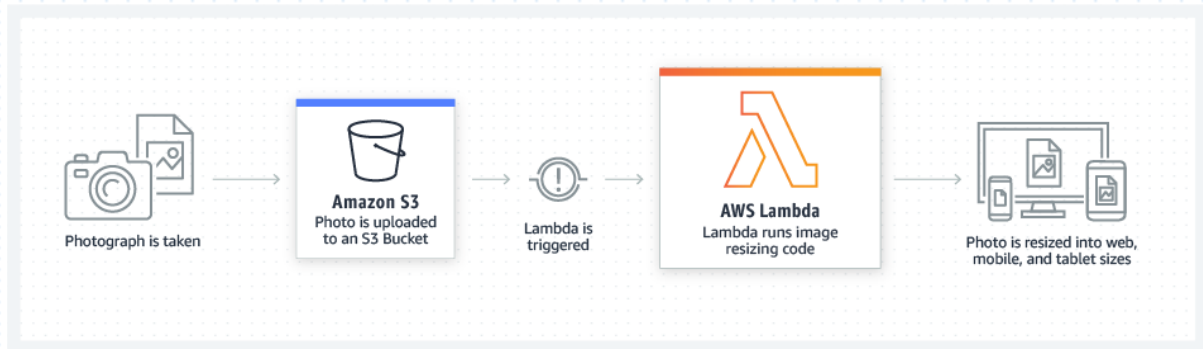 Photograph is taken
Amazon S3
Photo is uploaded
to an S3 Bucket
Lambda is
triggered
AWS Lambda
Lambda runs image
resizing code
Photo is resized into web,
mobile, and tablet sizes